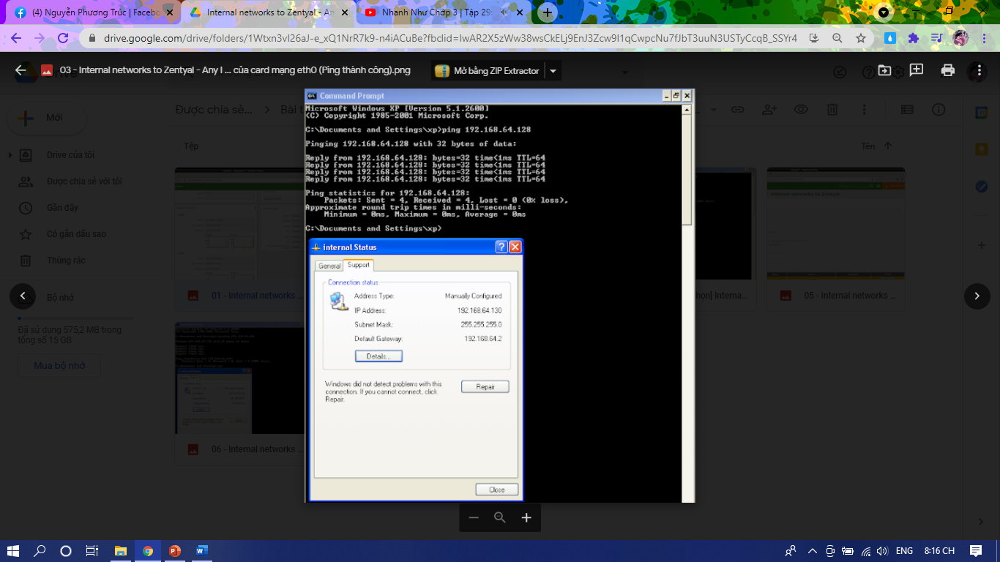 (4) Nguyễn Phương Trúc | Facebo
Internal networks to Zentyal - An
Nhanh Như Chớp 3 | Tập 29
drive.google.com/drive/folders/1Wtxn3vI26aJ-e_xQ1NrR7k9-n4iACuBe?fbclid=IwAR2X5zWw38wsCkELj9EnJ3Zcw9I1qCwpcNu7fJbT3uuN3USTyCcqB_SSYr4
03 - Internal networks to Zentyal - Any I ... của card mạng eth0 (Ping thành công).png
Mở bằng ZIP Extractor
Mới
Được chia sẻ...
Bài t
Tệp
Tên
Drive của tôi
Được chia sẻ với tôi
Gần đây
Có gắn dấu sao
Thùng rác
Bộ nhớ
Đã sử dụng 575,2 MB trong
tổng số 15 GB
Mua bộ nhớ
01 - Internal networks ...
hon] Interna...
05 - Internal networks ...
06 - Internal networks ...
Command Prompt
Microsoft Windows XP [Version 5.1.2600]
(C) Copyright 1985-2001 Microsoft Corp.
C:\Documents and Settings\xp>ping 192.168.64.128
Pinging 192.168.64.128 with 32 bytes of data:
Reply from 192.168.64.128: bytes=32 time<1ms TTL=64
Reply from 192.168.64.128: bytes=32 time<1ms TTL=64
Reply from 192.168.64.128: bytes=32 time<1ms TTL=64
Reply from 192.168.64.128: bytes=32 time<1ms TTL=64
Ping statistics for 192.168.64.128:
Packets: Sent = 4, Received = 4, Lost = 0 (0% loss),
Approximate round trip times in milli-seconds:
Minimum = 0ms, Maximum = 0ms, Average = 0ms
C:\Documents and Settings\xp>
internal Status
General
Support
Connection status
Address Type: Manually Configured
IP Address: 192.168.64.130
Subnet Mask: 255.255.255.0
Default Gateway: 192.168.64.2
Details...
Windows did not detect problems with this
connection. If you cannot connect, click
Repair.
Repair
Close
ENG
8:16 CH